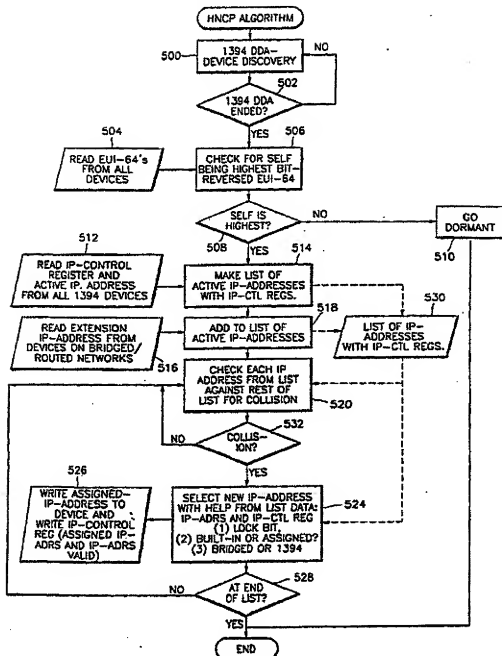 HNCP ALGORITHM
500
1394 DDA-
DEVICE DISCOVERY
NO
502
1394 DDA
ENDED?
YES
504
READ EUI-64's
FROM ALL
DEVICES
506
CHECK FOR SELF
BEING HIGHEST BIT-
REVERSED EUI-64
SELF IS
HIGHEST?
508
NO
GO
DORMANT
510
YES
512
READ IP-CONTROL
REGISTER AND
ACTIVE IP. ADDRESS
FROM ALL 1394 DEVICES
514
MAKE LIST OF
ACTIVE IP-ADDRESSES
WITH IP-CTL REGS.
518
ADD TO LIST OF
ACTIVE IP-ADDRESSES
READ EXTENSION
IP-ADDRESS FROM
DEVICES ON BRIDGED/
ROUTED NETWORKS
516
530
LIST OF IP-
ADDRESSES
WITH IP-CTL REGS.
CHECK EACH IP
ADDRESS FROM LIST
AGAINST REST OF
LIST FOR COLLISION
520
532
COLLIS-
ION?
NO
YES
526
WRITE ASSIGNED-
IP-ADDRESS TO
DEVICE AND
WRITE IP-CONTROL
REG (ASSIGNED IP-
ADRS AND IP-ADRS
VALID)
SELECT NEW IP-ADDRESS
WITH HELP FROM LIST DATA:
IP-ADRS AND IP-CTL REG
(1) LOCK BIT,
(2) BUILT-IN OR ASSIGNED?
(3) BRIDGED OR 1394
524
528
AT END
OF LIST?
NO
YES
END